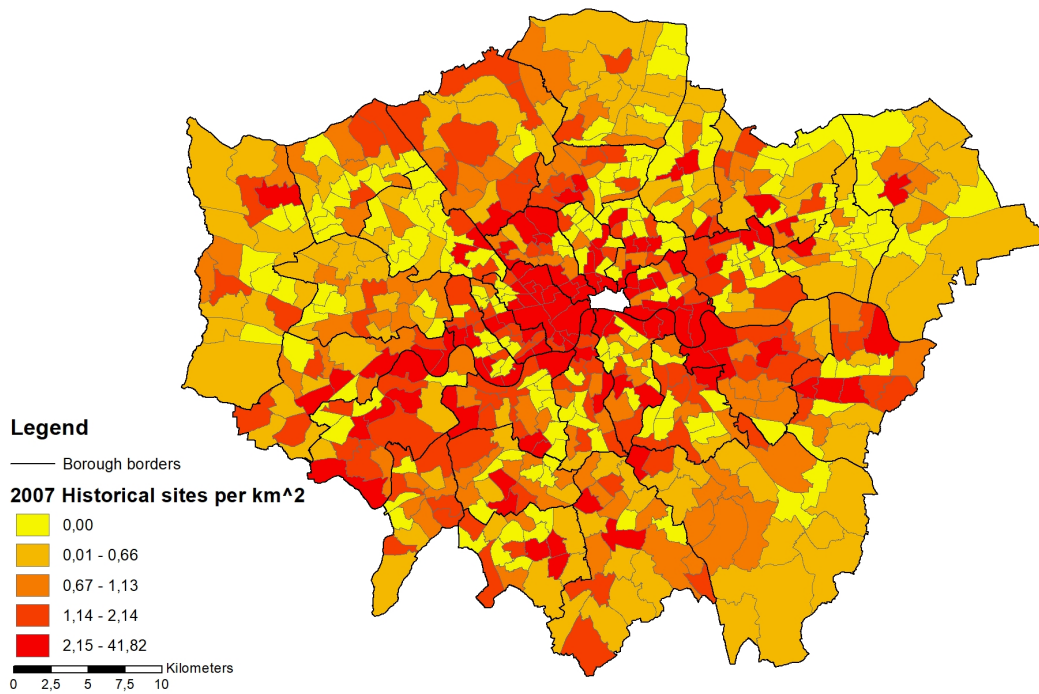 Legend
Borough borders
2007 Historical sites per km^2
0,00
0,01 - 0,66
0,67 - 1,13
1,14 - 2,14
2,15 - 41,82
Kilometers
0 2,5 5 7,5 10